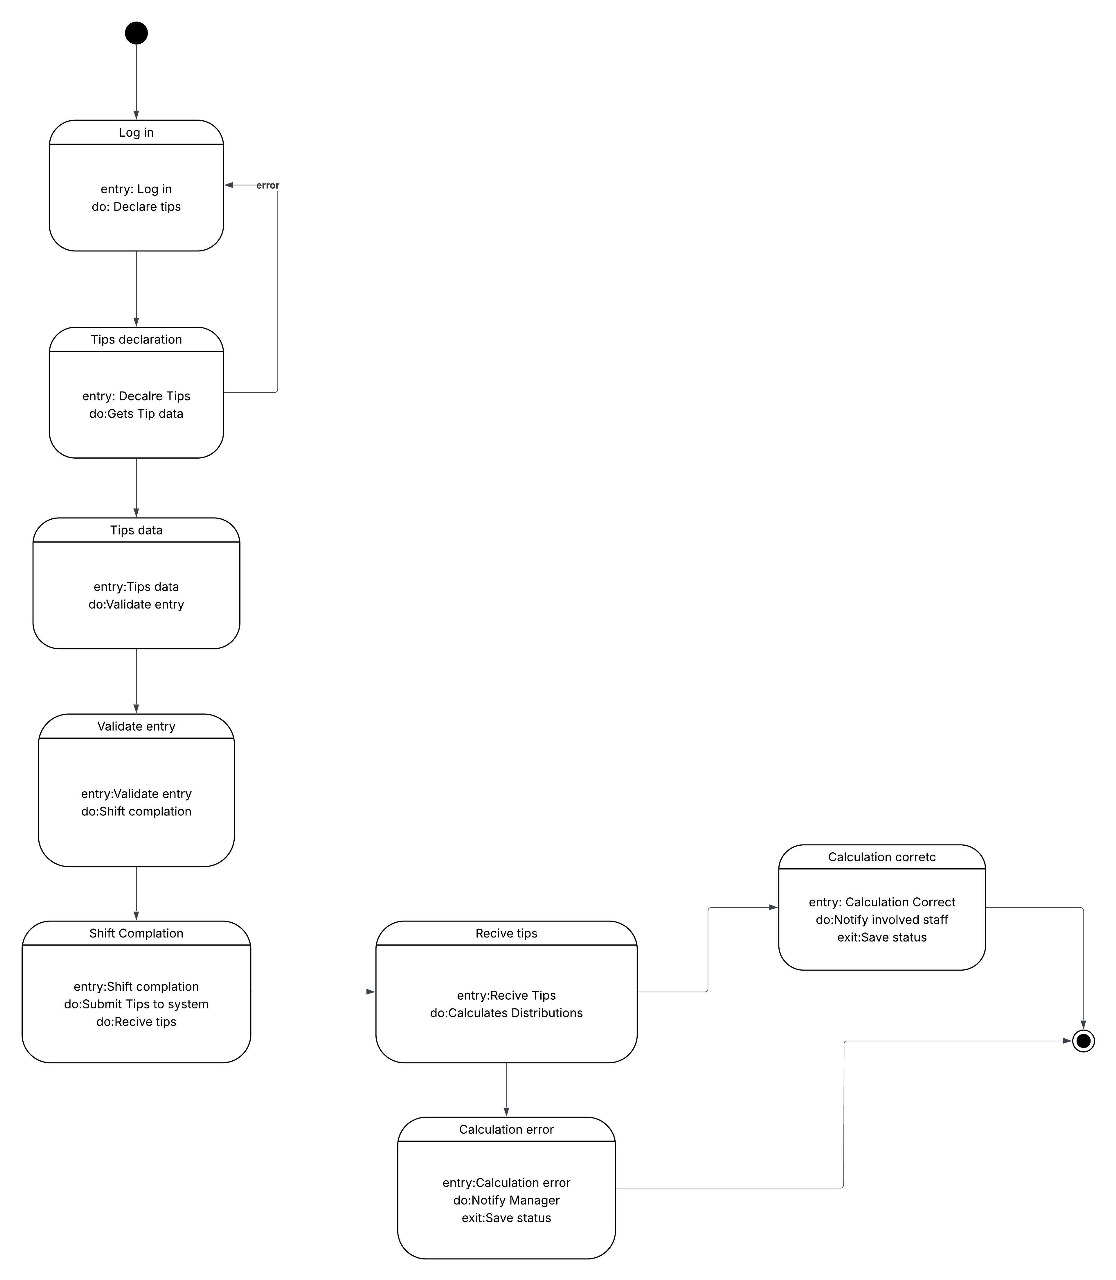 Log in
entry: Log in
do: Declare tips
error
Tips declaration
entry: Decalre Tips
do:Gets Tip data
Tips data
entry:Tips data
do:Validate entry
Validate entry
entry:Validate entry
do:Shift complation
Shift Complation
entry:Shift complation
do:Submit Tips to system
do:Recive tips
Recive tips
entry:Recive Tips
do:Calculates Distributions
Calculation corretc
entry: Calculation Correct
do:Notify involved staff
exit:Save status
Calculation error
entry:Calculation error
do:Notify Manager
exit:Save status